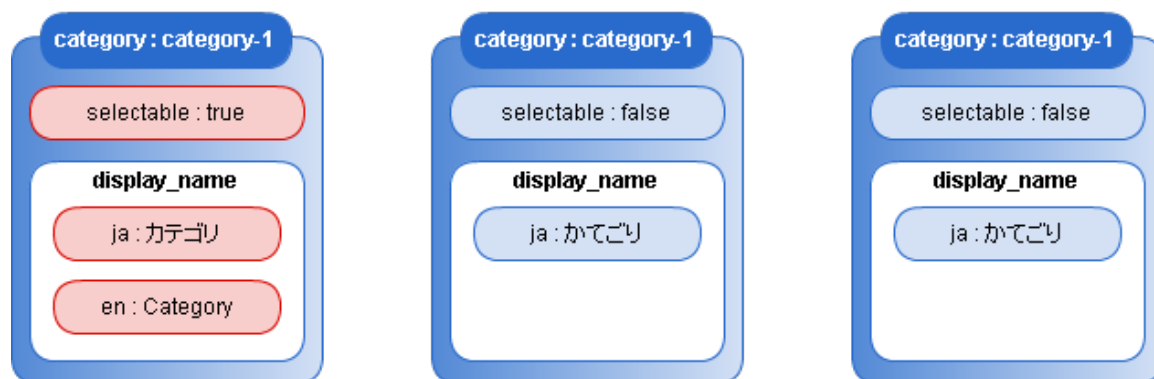 category : category-1
selectable : true
display_name
ja : カテゴリ
en : Category
category : category-1
selectable : false
display_name
ja : かてごり
category : category-1
selectable : false
display_name
ja : かてごり